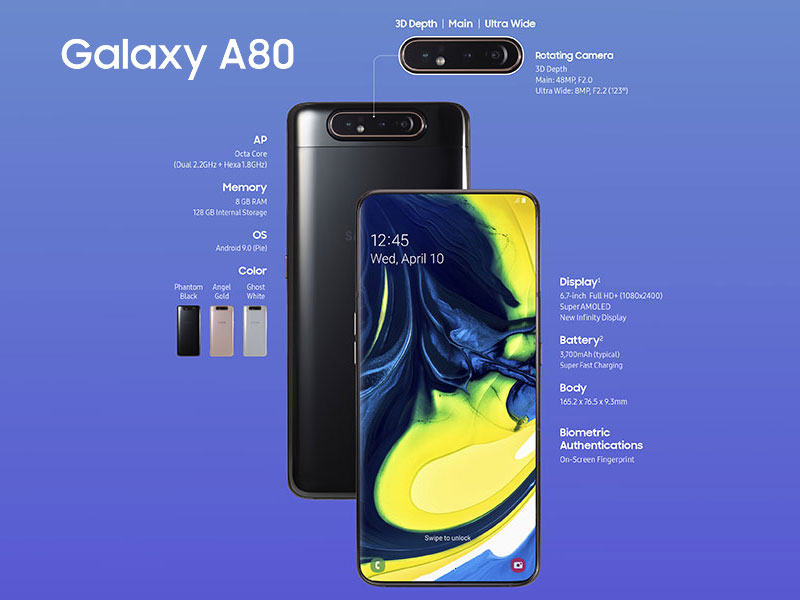 Galaxy A80
3D Depth | Main | Ultra Wide
Rotating Camera
3D Depth
Main: 48MP, F2.0
Ultra Wide: 8MP, F2.2 (123°)
AP
Octa Core
(Dual 2.2GHz + Hexa 1.8GHz)
Memory
8 GB RAM
128 GB Internal Storage
OS
Android 9.0 (Pie)
Color
Phantom Black
Angel Gold
Ghost White
12:45
Wed, April 10
Swipe to unlock
Display¹
6.7-inch Full HD+ (1080x2400)
Super AMOLED
New Infinity Display
Battery²
3,700mAh (typical)
Super Fast Charging
Body
165.2 x 76.5 x 9.3mm
Biometric
Authentications
On-Screen Fingerprint